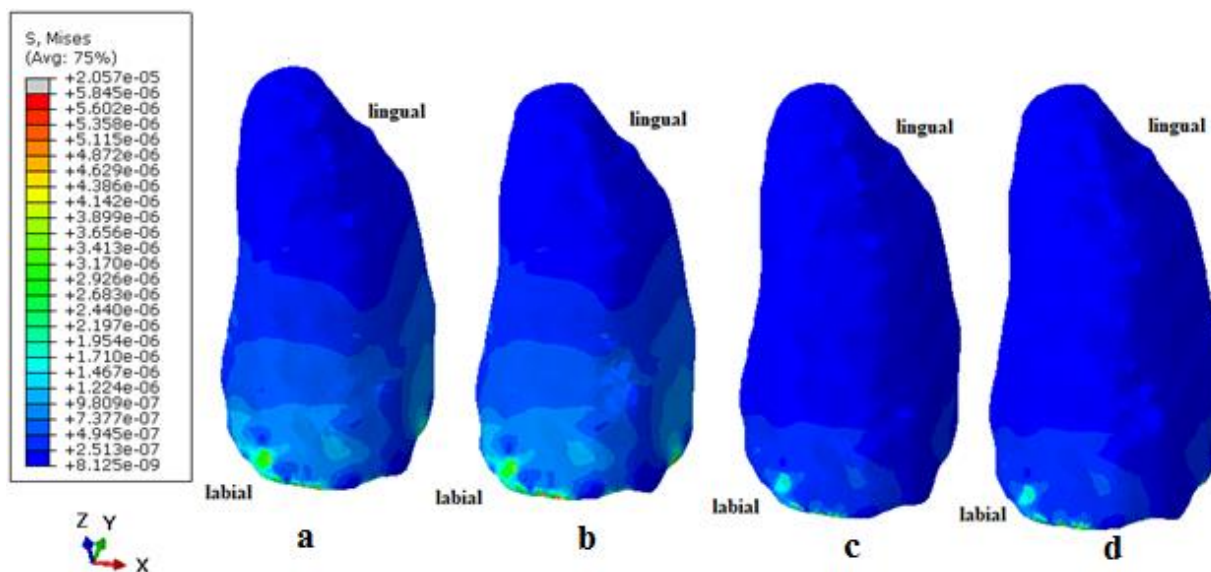 S, Mises
(Avg: 75%)
+2.057e-05
+5.845e-06
+5.602e-06
+5.358e-06
+5.115e-06
+4.872e-06
+4.629e-06
+4.386e-06
+4.142e-06
+3.899e-06
+3.656e-06
+3.413e-06
+3.170e-06
+2.926e-06
+2.683e-06
+2.440e-06
+2.197e-06
+1.954e-06
+1.710e-06
+1.467e-06
+1.224e-06
+9.809e-07
+7.377e-07
+4.945e-07
+2.513e-07
+8.125e-09
Z Y
X
lingual
lingual
lingual
lingual
labial
labial
labial
labial
a
b
c
d